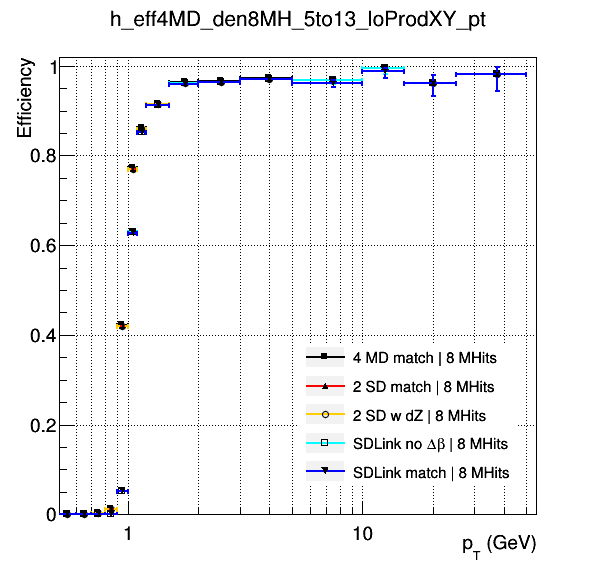 h_eff4MD_den8MH_5to13_loProdXY_pt
Efficiency
1
0.8
0.6
0.4
0.2
0
4 MD match | 8 MHits
2 SD match | 8 MHits
2 SD w dZ | 8 MHits
SDLink no Δβ | 8 MHits
SDLink match | 8 MHits
1
10
p_T (GeV)